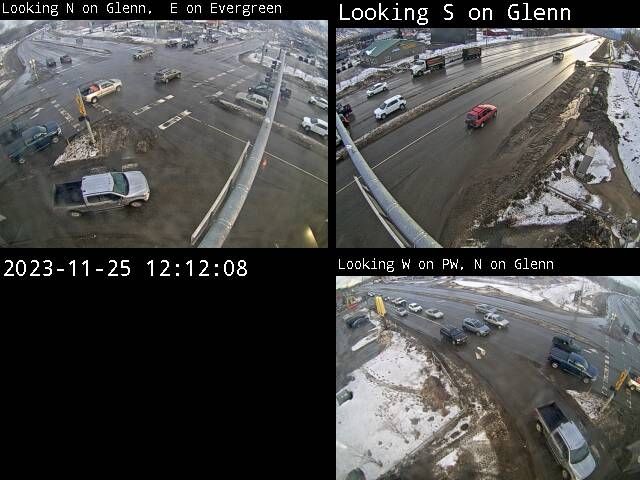 Looking N on Glenn,  E on Evergreen
Looking S on Glenn
2023-11-25 12:12:08
Looking W on PW, N on Glenn